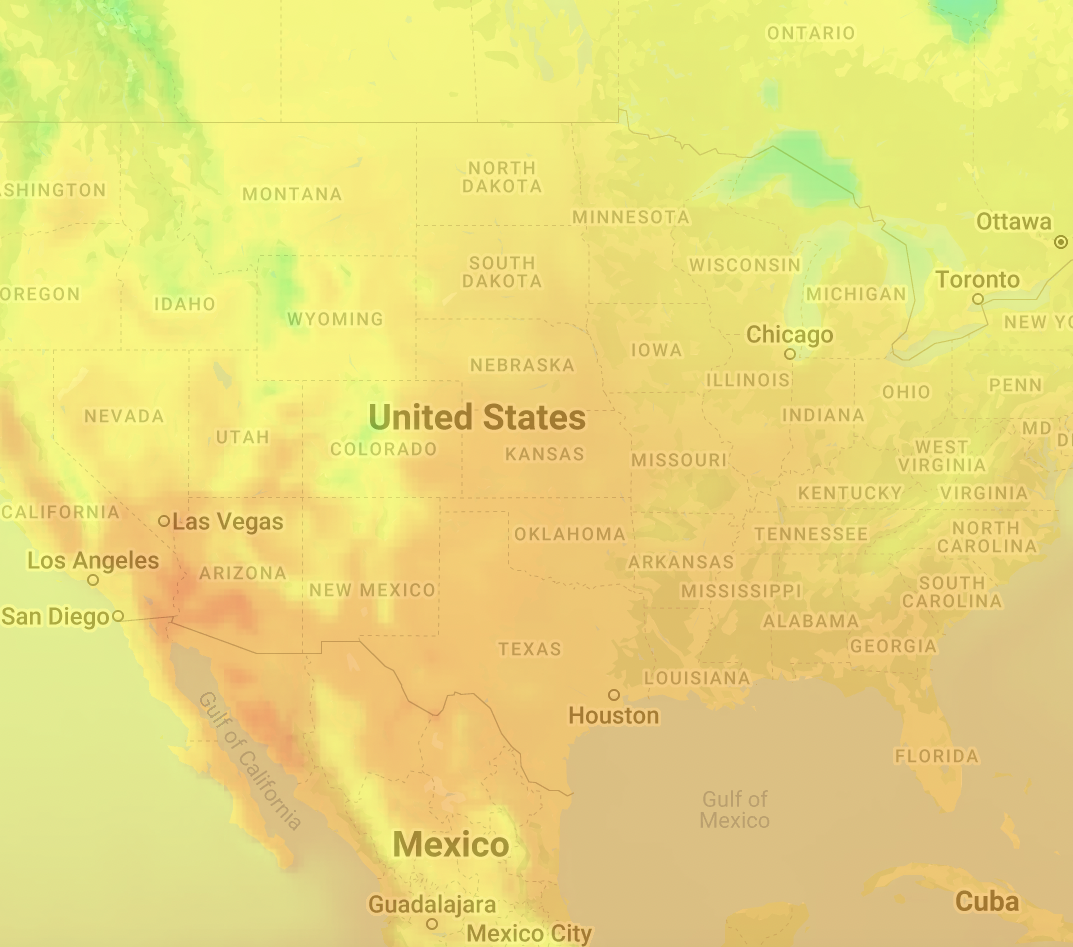 ONTARIO
NORTH
DAKOTA
ASHINGTON
MONTANA
MINNESOTA
Ottawa
SOUTH
DAKOTA
WISCONSIN
Toronto
OREGON
IDAHO
MICHIGAN
WYOMING
NEW YO
Chicago
IOWA
NEBRASKA
ILLINOIS
OHIO
PENN
NEVADA
United States
INDIANA
UTAH
MD
COLORADO
KANSAS
MISSOURI
WEST
VIRGINIA
DE
KENTUCKY
VIRGINIA
CALIFORNIA
Las Vegas
OKLAHOMA
TENNESSEE
NORTH
CAROLINA
Los Angeles
ARIZONA
ARKANSAS
NEW MEXICO
MISSISSIPPI
SOUTH
CAROLINA
San Diego
ALABAMA
TEXAS
GEORGIA
LOUISIANA
Houston
Gulf of California
FLORIDA
Gulf of
Mexico
Mexico
Guadalajara
Cuba
Mexico City